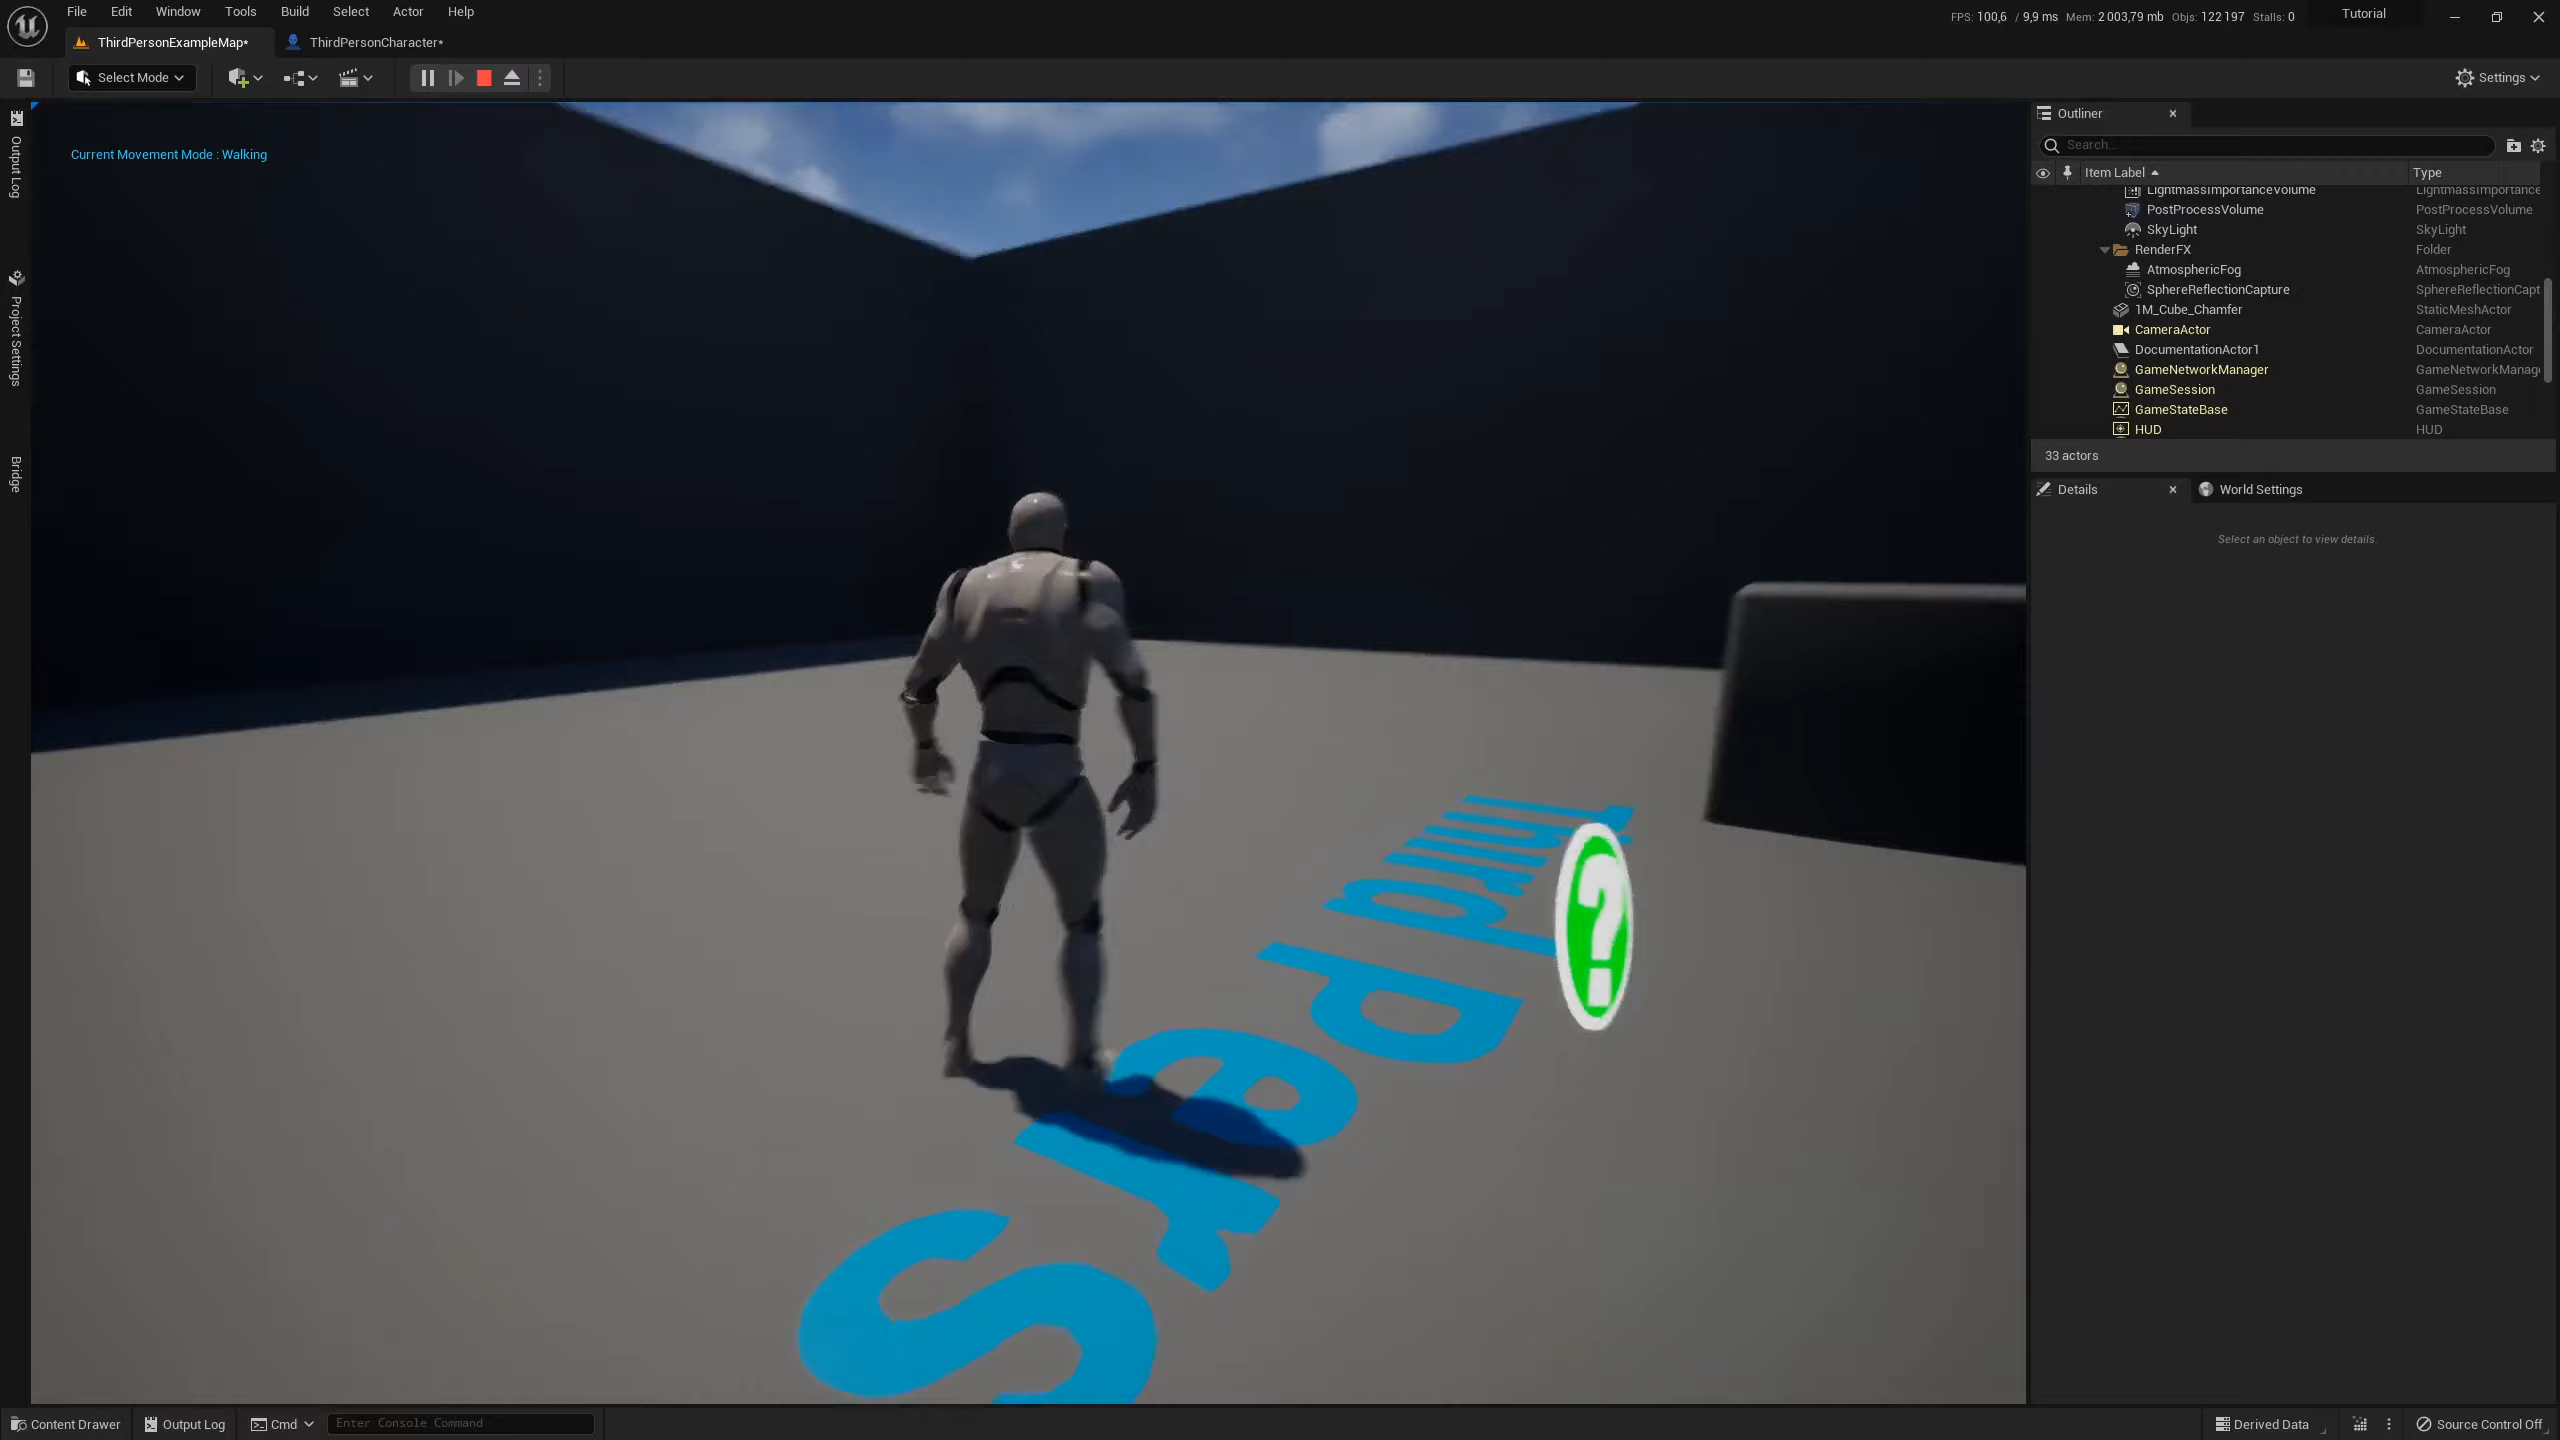 File Edit Window Tools Build Select Actor Help
FPS: 100,6 / 9,9 ms Mem: 2 003,79 mb Objs: 122 197 Stalls: 0
Tutorial
ThirdPersonExampleMap*
ThirdPersonCharacter*
Select Mode
Settings
Output Log
Project Settings
Bridge
Current Movement Mode : Walking
Third Pers
?
Outliner
Search...
Item Label Type
LightmassImportanceVolume LightmassImportance
PostProcessVolume PostProcessVolume
SkyLight SkyLight
RenderFX Folder
AtmosphericFog AtmosphericFog
SphereReflectionCapture SphereReflectionCapt
1M_Cube_Chamfer StaticMeshActor
CameraActor CameraActor
DocumentationActor1 DocumentationActor
GameNetworkManager GameNetworkManag
GameSession GameSession
GameStateBase GameStateBase
HUD HUD
33 actors
Details World Settings
Select an object to view details.
Content Drawer Output Log Cmd Enter Console Command
Derived Data Source Control Off